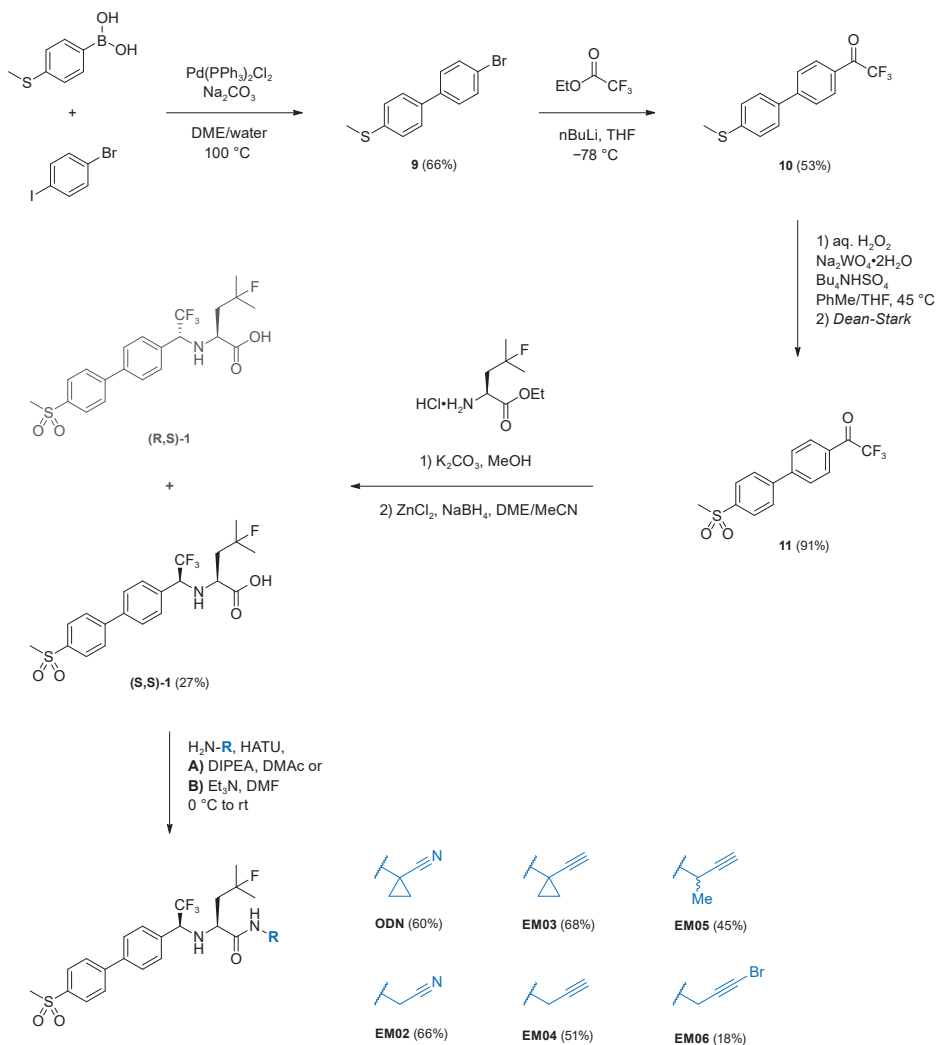 OH
B
OH
S
+
Br
I
Pd(PPh₃)₂Cl₂
Na₂CO₃
DME/water
100 °C
Br
S
9 (66%)
O
EtO
CF₃
nBuLi, THF
−78 °C
O
CF₃
S
10 (53%)
1) aq. H₂O₂
Na₂WO₄•2H₂O
Bu₄NHSO₄
PhMe/THF, 45 °C
2) Dean-Stark
F
CF₃
OH
N
H
O
S
O O
(R,S)-1
+
F
HCl•H₂N
OEt
O
1) K₂CO₃, MeOH
2) ZnCl₂, NaBH₄, DME/MeCN
O
CF₃
S
O
O
11 (91%)
F
CF₃
OH
N
H
O
S
O O
(S,S)-1 (27%)
H₂N-R, HATU,
A) DIPEA, DMAc or
B) Et₃N, DMF
0 °C to rt
F
CF₃
H
N
R
N
H
O
S
O O
N
ODN (60%)
EM03 (68%)
Me
EM05 (45%)
N
EM02 (66%)
EM04 (51%)
Br
EM06 (18%)